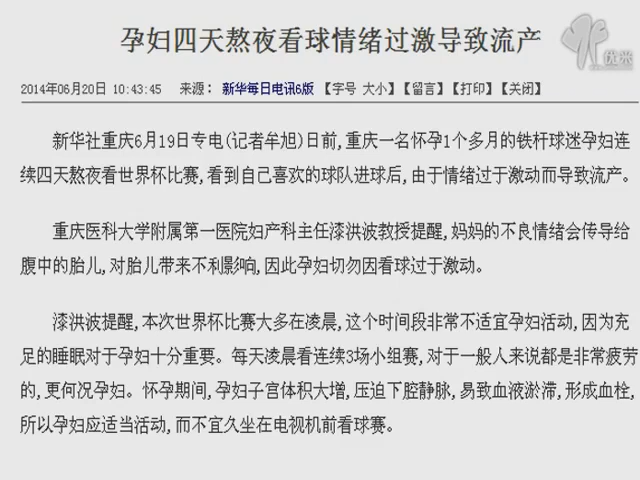 孕妇四天熬夜看球情绪过激导致流产
优米
2014年06月20日 10:43:45 来源: 新华每日电讯6版 【字号 大小】【留言】【打印】【关闭】
新华社重庆6月19日专电(记者牟旭)日前,重庆一名怀孕1个多月的铁杆球迷孕妇连
续四天熬夜看世界杯比赛,看到自己喜欢的球队进球后,由于情绪过于激动而导致流产。
重庆医科大学附属第一医院妇产科主任漆洪波教授提醒,妈妈的不良情绪会传导给
腹中的胎儿,对胎儿带来不利影响,因此孕妇切勿因看球过于激动。
漆洪波提醒,本次世界杯比赛大多在凌晨,这个时间段非常不适宜孕妇活动,因为充
足的睡眠对于孕妇十分重要。每天凌晨看连续3场小组赛,对于一般人来说都是非常疲劳
的,更何况孕妇。怀孕期间,孕妇子宫体积大增,压迫下腔静脉,易致血液淤滞,形成血栓,
所以孕妇应适当活动,而不宜久坐在电视机前看球赛。